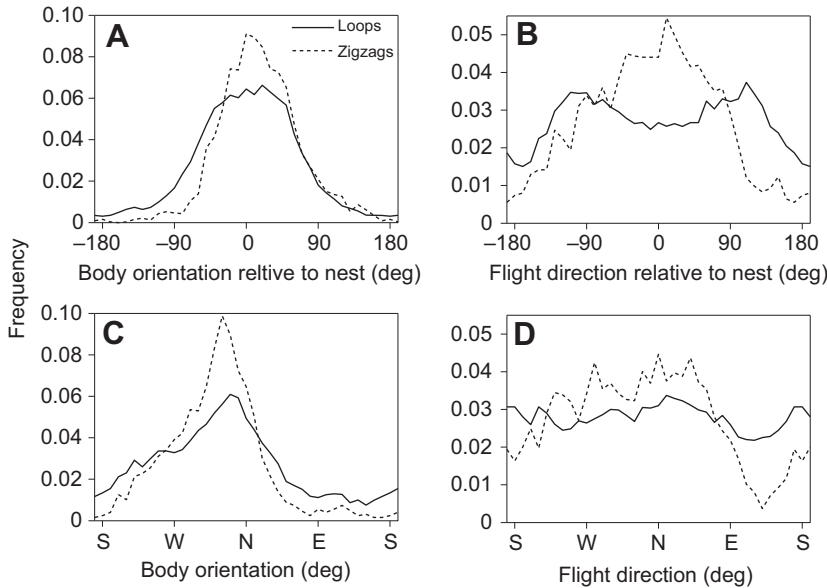 A
Loops
Zigzags
0.10
0.08
0.06
0.04
0.02
0
−180 −90 0 90 180
Body orientation reltive to nest (deg)
B
0.05
0.04
0.03
0.02
0.01
0
−180 −90 0 90 180
Flight direction relative to nest (deg)
Frequency
C
0.10
0.08
0.06
0.04
0.02
0
S W N E S
Body orientation (deg)
D
0.05
0.04
0.03
0.02
0.01
0
S W N E S
Flight direction (deg)